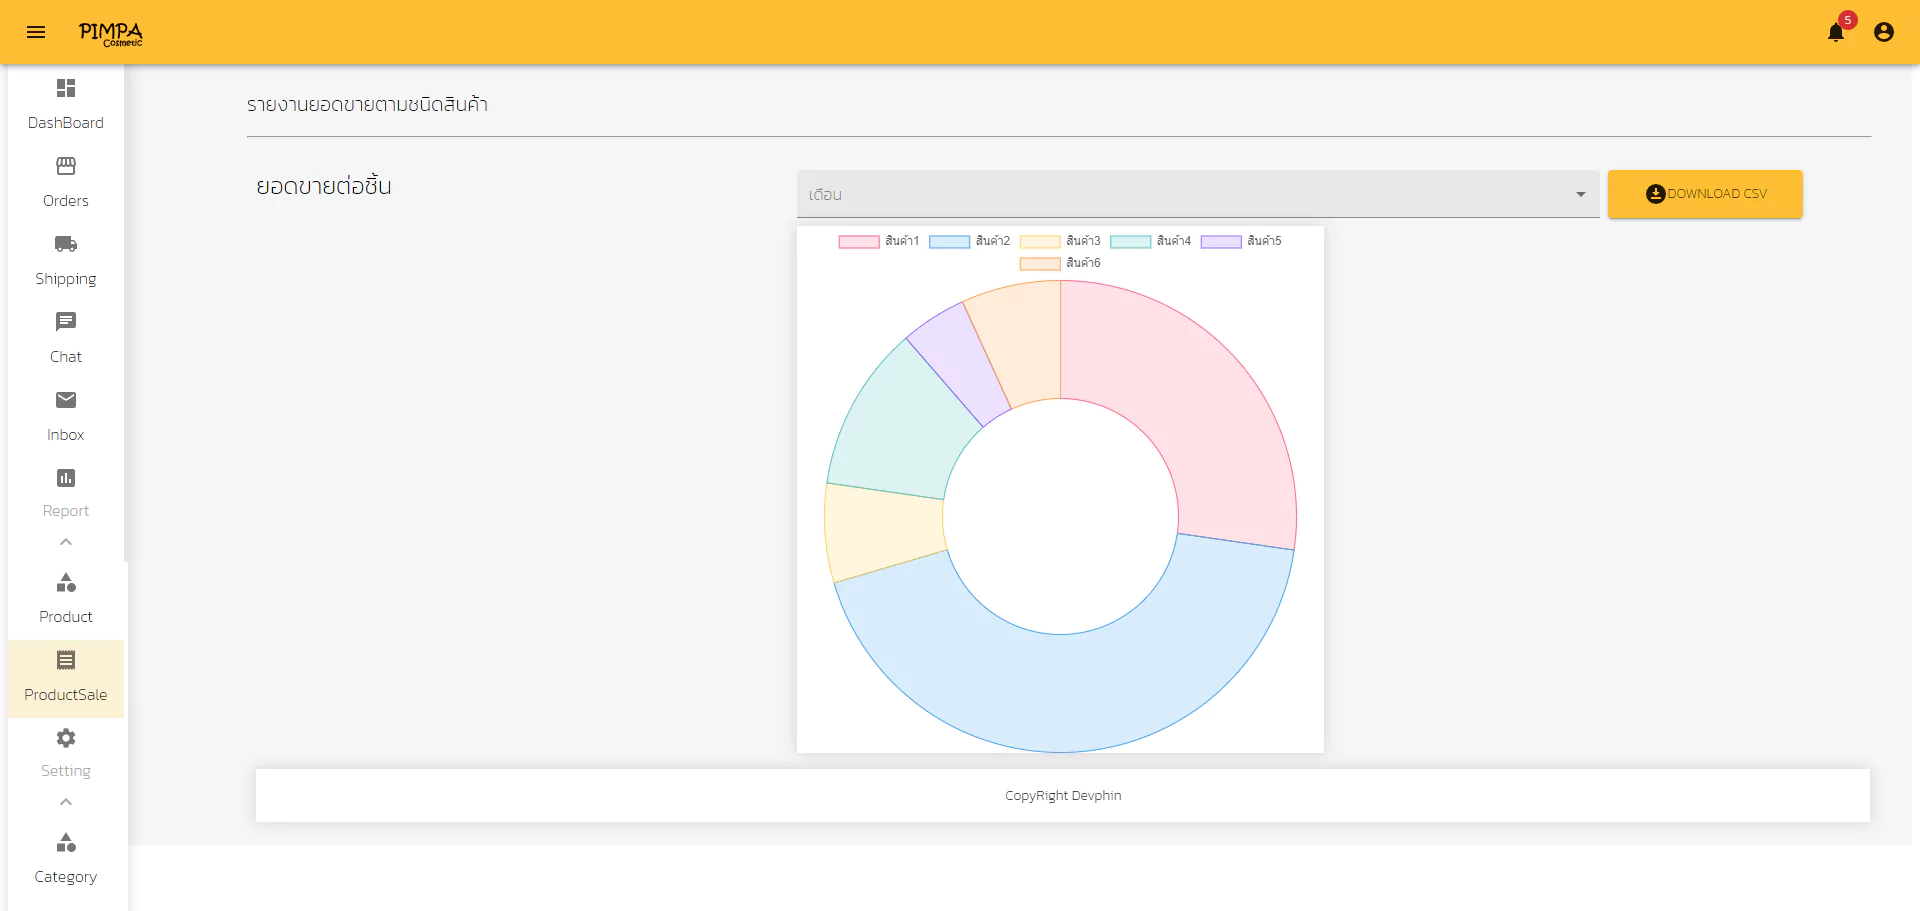 PIMPA
Cosmetic
5
DashBoard
Orders
Shipping
Chat
Inbox
Report
Product
ProductSale
Setting
Category
รายงานยอดขายตามชนิดสินค้า
ยอดขายต่อชิ้น
เดือน
DOWNLOAD CSV
สินค้า1 สินค้า2 สินค้า3 สินค้า4 สินค้า5
สินค้า6
CopyRight Devphin